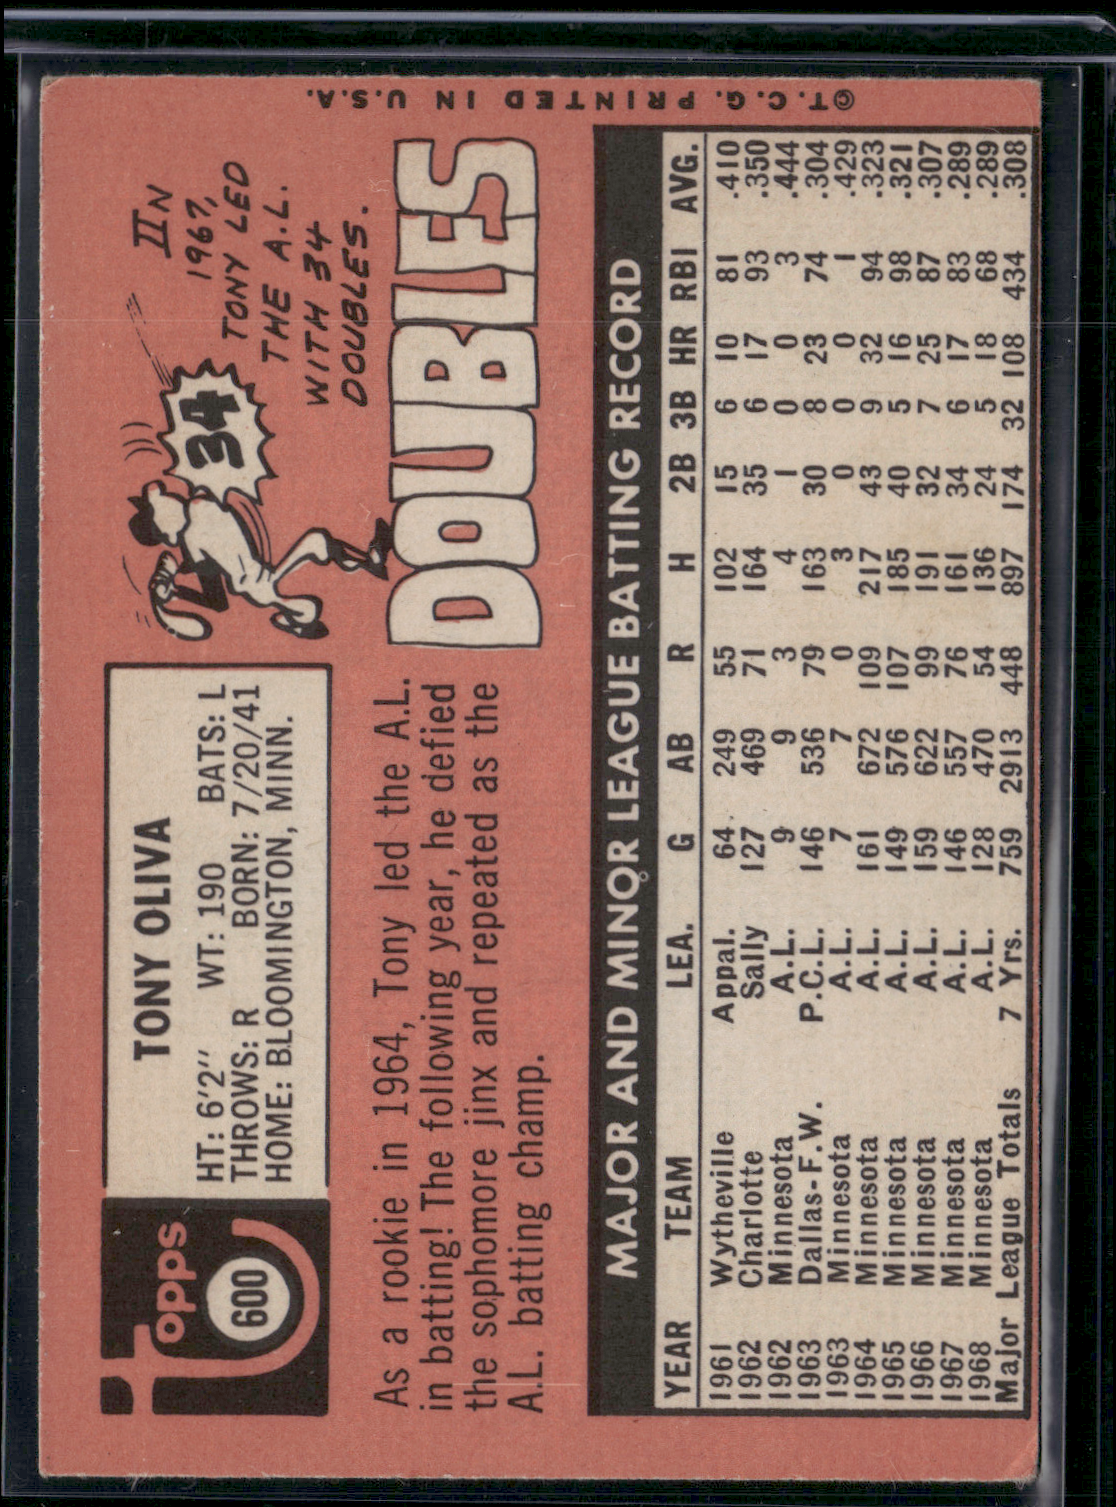 Topps
600
TONY OLIVA
HT: 6'2" WT: 190 BATS: L
THROWS: R BORN: 7/20/41
HOME: BLOOMINGTON, MINN.
As a rookie in 1964, Tony led the A.L.
in batting! The following year, he defied
the sophomore jinx and repeated as the
A.L. batting champ.
34
IIN
1967,
TONY LED
THE A.L.
WITH 34
DOUBLES.
DOUBLES
MAJOR AND MINOR LEAGUE BATTING RECORD
YEAR TEAM LEA. G AB R H 2B 3B HR RBI AVG.
1961 Wytheville Appal. 64 249 55 102 15 6 10 81 .410
1962 Charlotte Sally 127 469 71 164 35 6 17 93 .350
1962 Minnesota A.L. 9 9 3 4 1 0 0 3 .444
1963 Dallas-F.W. P.C.L. 146 536 79 163 30 8 23 74 .304
1963 Minnesota A.L. 7 7 0 3 0 0 0 1 .429
1964 Minnesota A.L. 161 672 109 217 43 9 32 94 .323
1965 Minnesota A.L. 149 576 107 185 40 5 16 98 .321
1966 Minnesota A.L. 159 622 99 191 32 7 25 87 .307
1967 Minnesota A.L. 146 557 76 161 34 6 17 83 .289
1968 Minnesota A.L. 128 470 54 136 24 5 18 68 .289
Major League Totals 7 Yrs. 759 2913 448 897 174 32 108 434 .308
©T.C.G. PRINTED IN U.S.A.